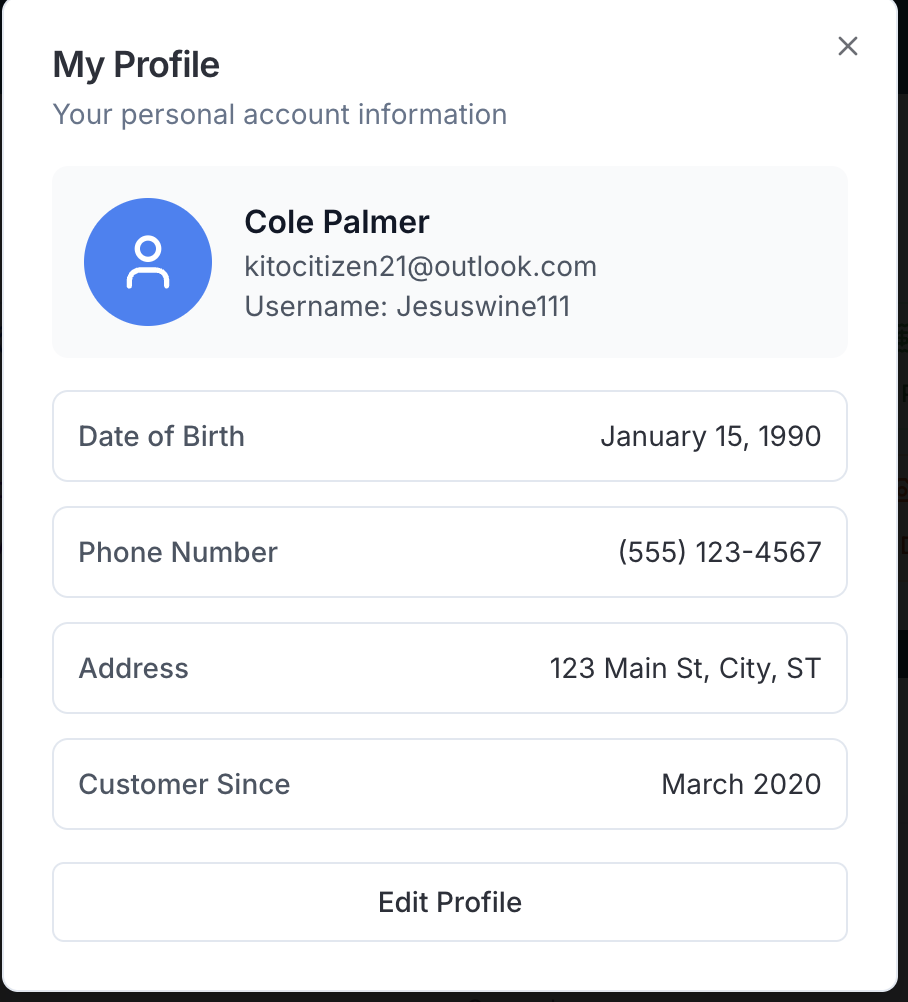 My Profile
Your personal account information
Cole Palmer
kitocitizen21@outlook.com
Username: Jesuswine111
Date of Birth
January 15, 1990
Phone Number
(555) 123-4567
Address
123 Main St, City, ST
Customer Since
March 2020
Edit Profile